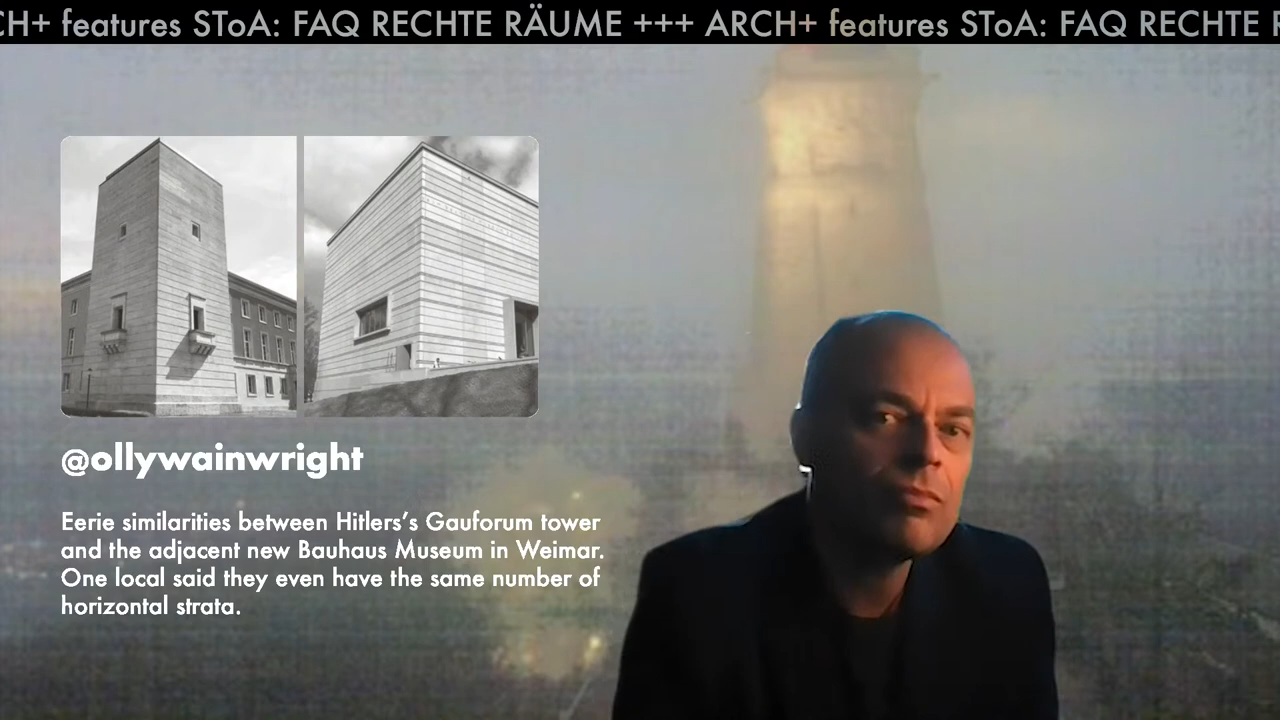 CH+ features SToA: FAQ RECHTE RÄUME +++ ARCH+ features SToA: FAQ RECHTE
@ollywainwright
Eerie similarities between Hitlers’s Gauforum tower
and the adjacent new Bauhaus Museum in Weimar.
One local said they even have the same number of
horizontal strata.